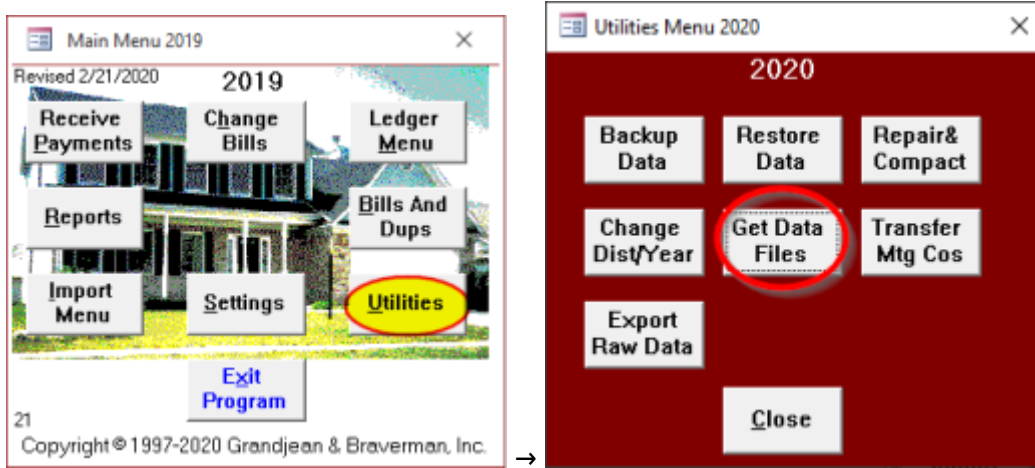 Main Menu 2019
Revised 2/21/2020
2019
Receive
Payments
Change
Bills
Ledger
Menu
Reports
Bills And
Dups
Import
Menu
Settings
Utilities
Exit
Program
21
Copyright © 1997-2020 Grandjean & Braverman, Inc.
→
Utilities Menu 2020
2020
Backup
Data
Restore
Data
Repair&
Compact
Change
Dist/Year
Get Data
Files
Transfer
Mtg Cos
Export
Raw Data
Close